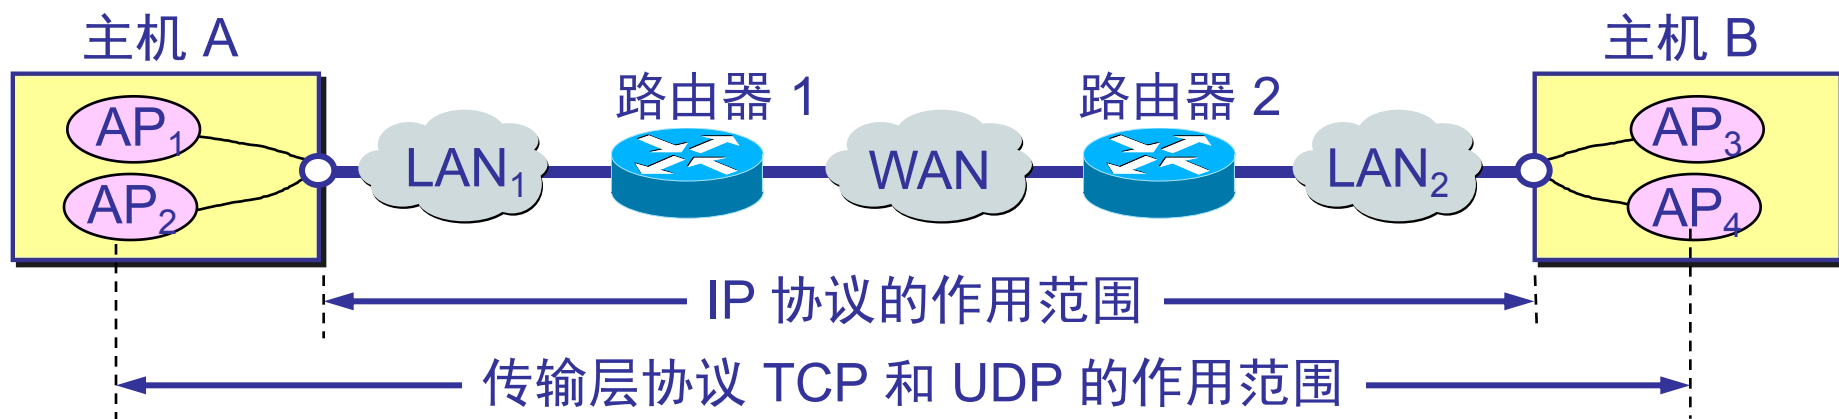 主机 A
主机 B
路由器 1
路由器 2
AP1
AP2
LAN1
WAN
LAN2
AP3
AP4
IP 协议的作用范围
传输层协议 TCP 和 UDP 的作用范围